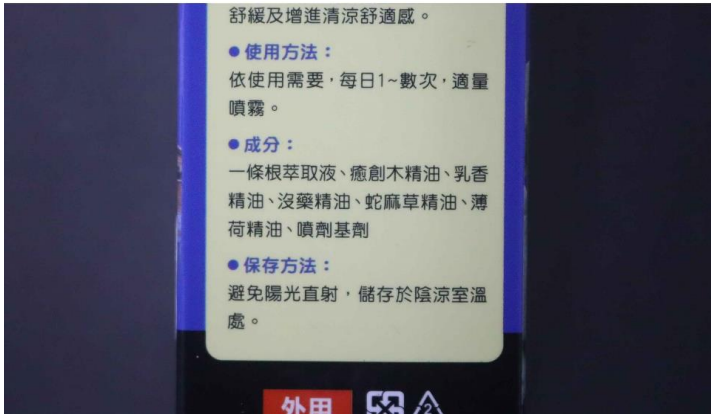 舒緩及增進清涼舒適感。
●使用方法：
依使用需要，每日1~數次，適量
噴霧。
●成分：
一條根萃取液、癒創木精油、乳香
精油、沒藥精油、蛇麻草精油、薄
荷精油、噴劑基劑
●保存方法：
避免陽光直射，儲存於陰涼室溫
處。
外用
2